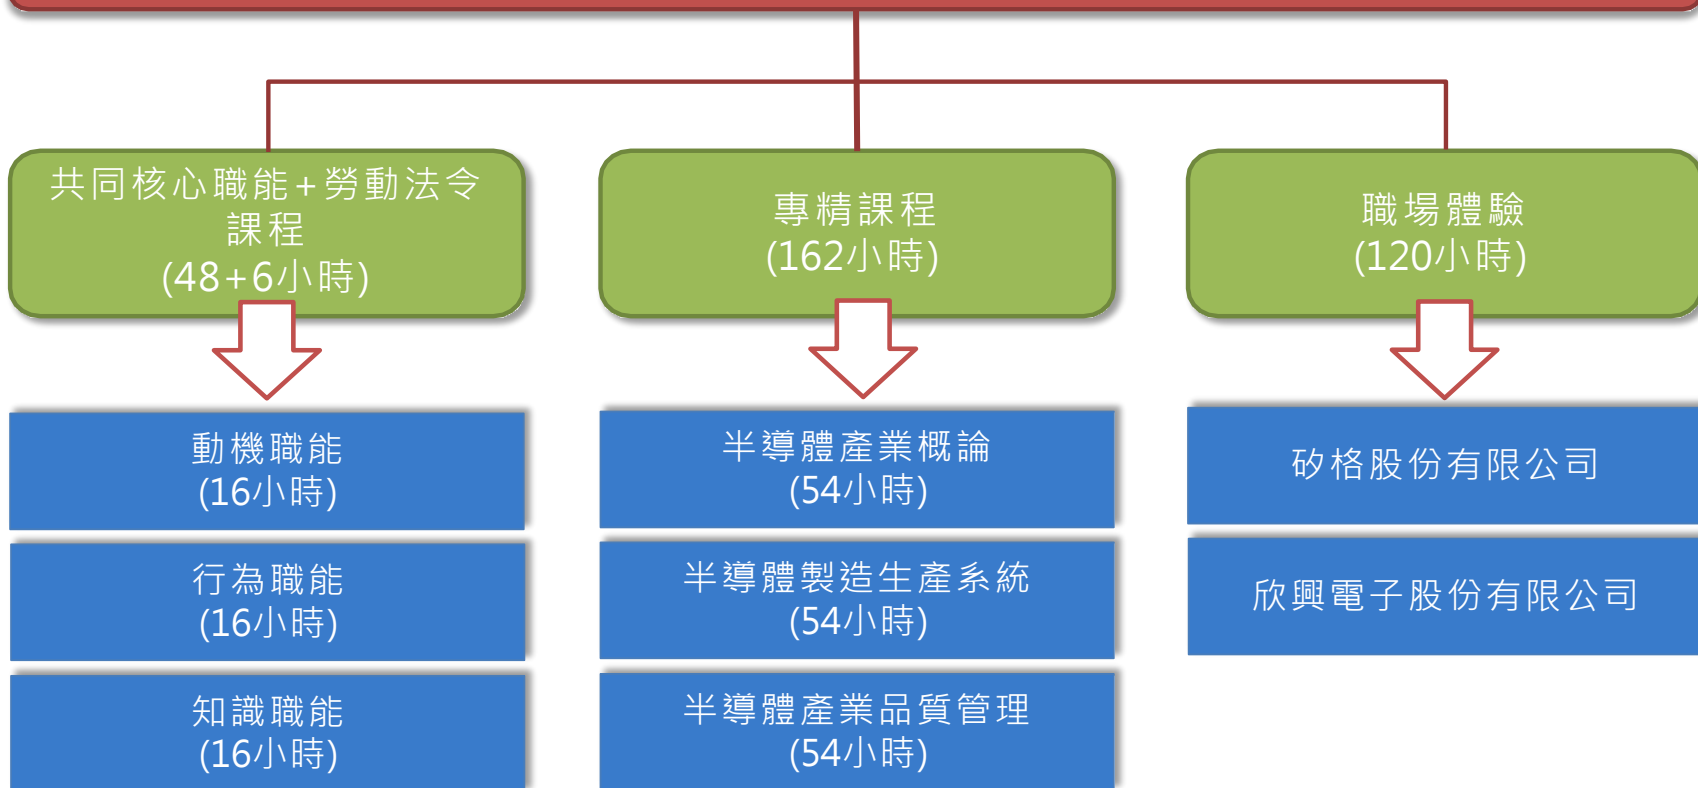 共同核心職能+勞動法令
課程
(48+6小時)
動機職能
(16小時)
行為職能
(16小時)
知識職能
(16小時)
專精課程
(162小時)
半導體產業概論
(54小時)
半導體製造生產系統
(54小時)
半導體產業品質管理
(54小時)
職場體驗
(120小時)
矽格股份有限公司
欣興電子股份有限公司